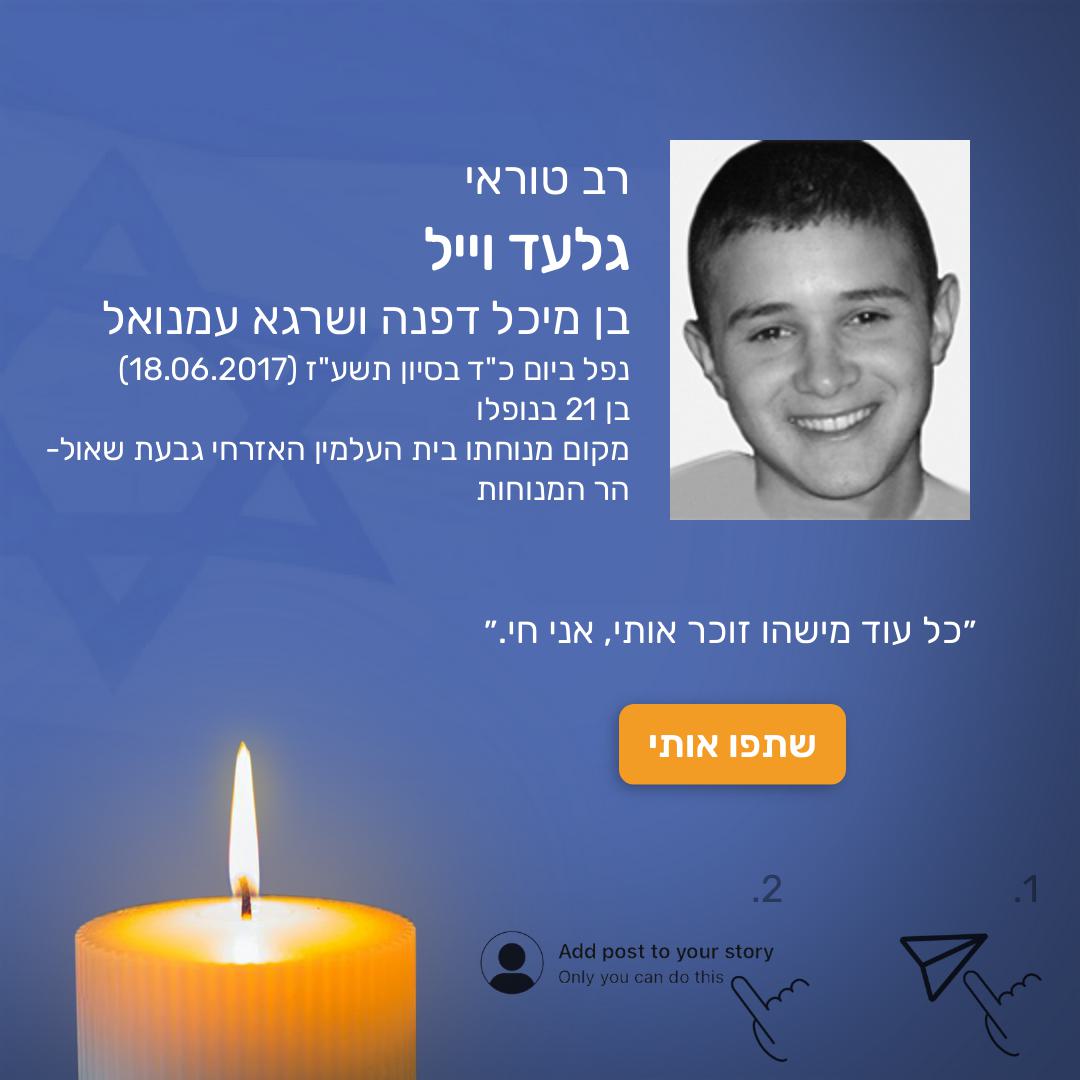 רב טוראי
גלעד וייל
בן מיכל דפנה ושרגא עמנואל
נפל ביום כ"ד בסיון תשע"ז (18.06.2017)
בן 21 בנופלו
מקום מנוחתו בית העלמין האזרחי גבעת שאול-
הר המנוחות
״כל עוד מישהו זוכר אותי, אני חי.״
שתפו אותי
.1
.2
Add post to your story
Only you can do this